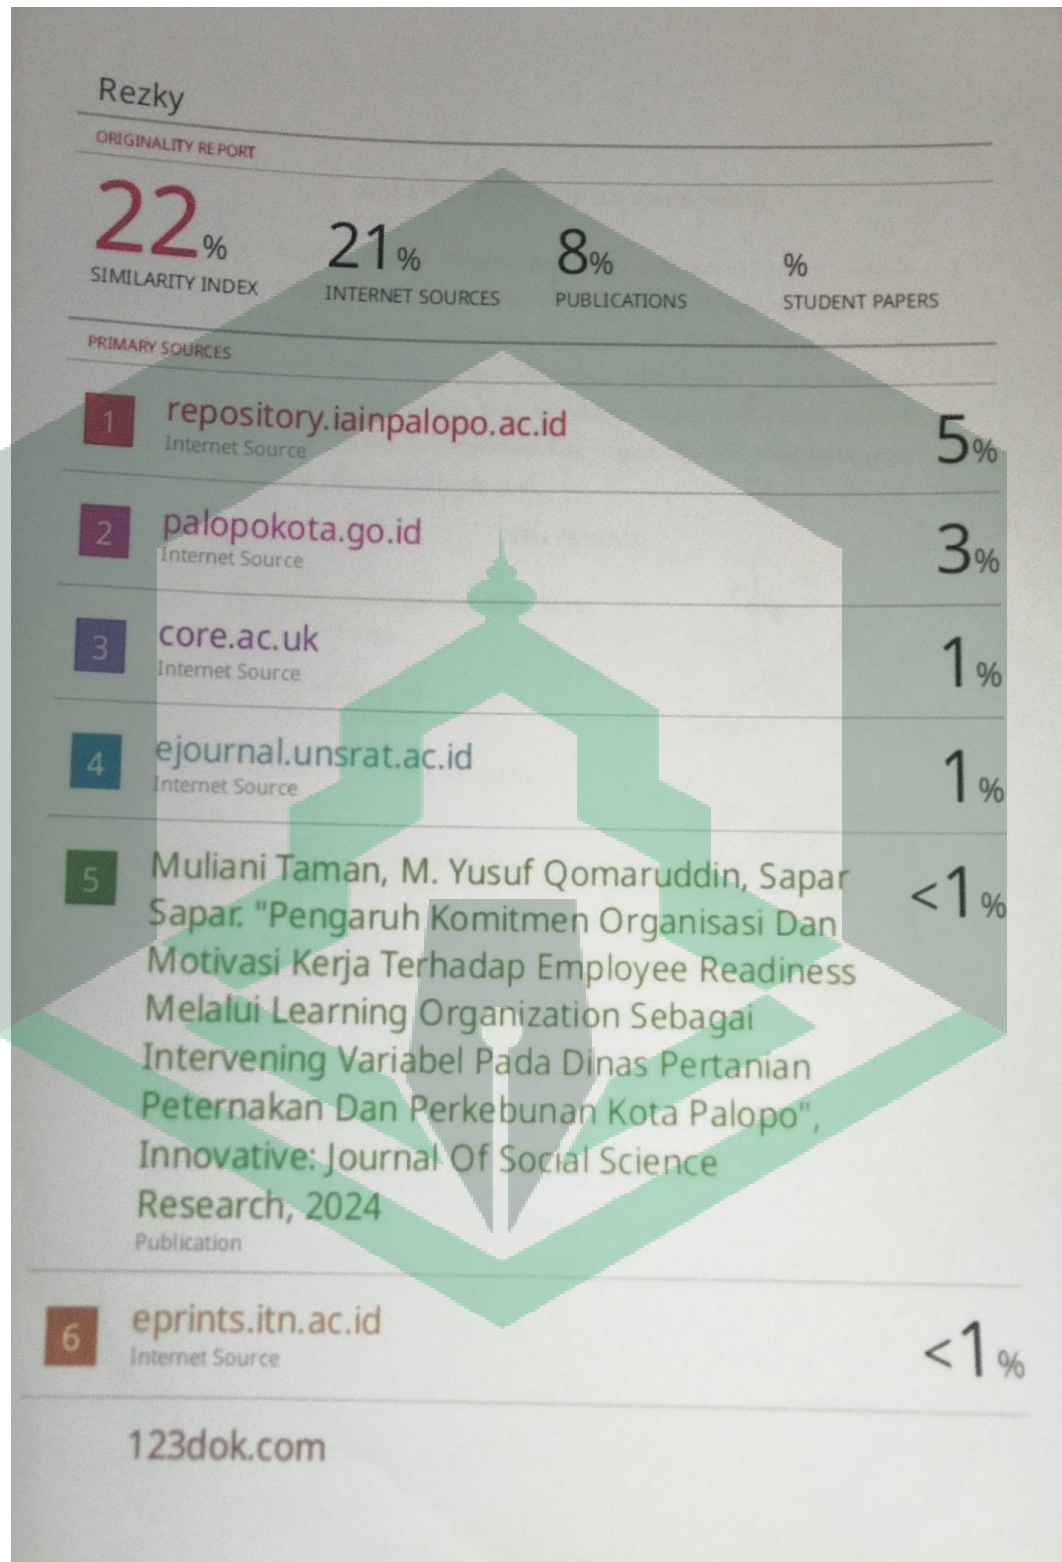 Rezky
ORIGINALITY REPORT
22%
SIMILARITY INDEX
21%
INTERNET SOURCES
8%
PUBLICATIONS
%
STUDENT PAPERS
PRIMARY SOURCES
1 repository.iainpalopo.ac.id 5%
Internet Source
2 palopokota.go.id 3%
Internet Source
3 core.ac.uk 1%
Internet Source
4 ejournal.unsrat.ac.id 1%
Internet Source
5 Muliani Taman, M. Yusuf Qomaruddin, Sapar <1%
Sapar. "Pengaruh Komitmen Organisasi Dan
Motivasi Kerja Terhadap Employee Readiness
Melalui Learning Organization Sebagai
Intervening Variabel Pada Dinas Pertanian
Peternakan Dan Perkebunan Kota Palopo",
Innovative: Journal Of Social Science
Research, 2024
Publication
6 eprints.itn.ac.id <1%
Internet Source
123dok.com